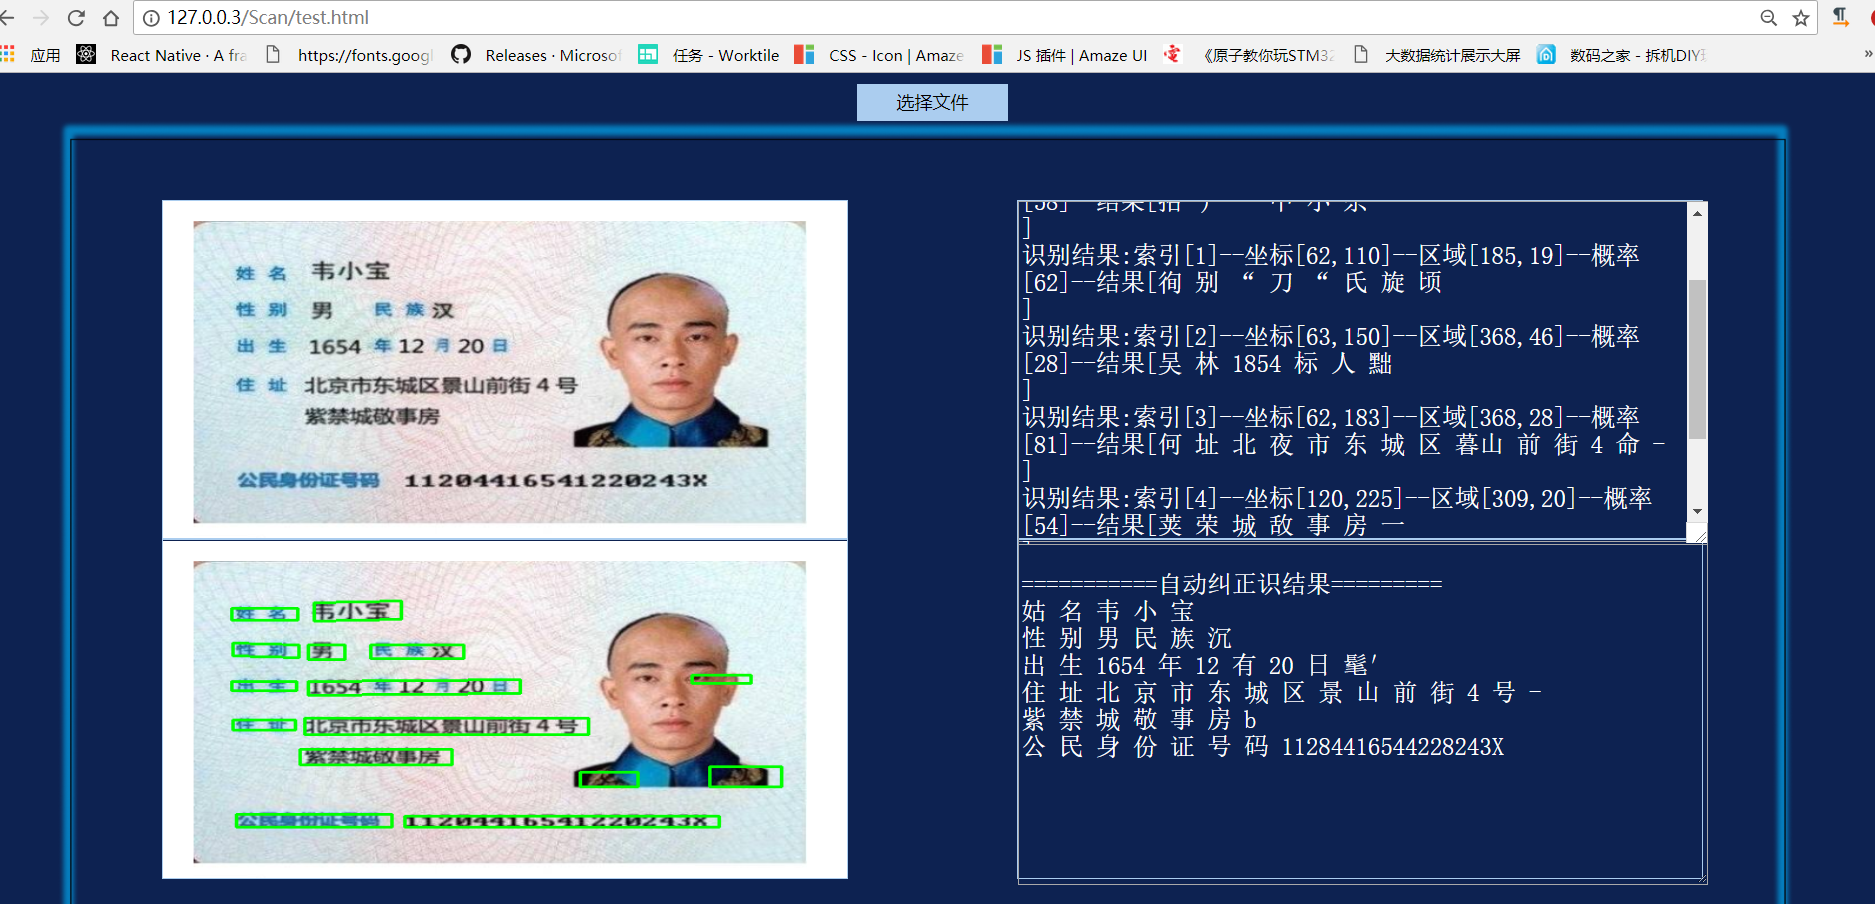 127.0.0.3/Scan/test.html
应用 React Native · A fra https://fonts.googl Releases · Microsof 任务 - Worktile CSS - Icon | Amaze JS 插件 | Amaze UI 《原子教你玩STM32 大数据统计展示大屏 数码之家 - 拆机DIY »
选择文件
姓 名 韦小宝
性 别 男 民 族 汉
出 生 1654 年 12 月 20 日
住 址 北京市东城区景山前街 4 号
紫禁城敬事房
公民身份证号码 11204416541220243X
姓 名 韦小宝
性 别 男 民 族 汉
出 生 1654 年 12 月 20 日
住 址 北京市东城区景山前街 4 号
紫禁城敬事房
公民身份证号码 11204416541220243X
]
识别结果:索引[1]--坐标[62,110]--区域[185,19]--概率
[62]--结果[徇 别 “ 刀 “ 氏 旋 顷
]
识别结果:索引[2]--坐标[63,150]--区域[368,46]--概率
[28]--结果[吴 林 1854 标 人 黜
]
识别结果:索引[3]--坐标[62,183]--区域[368,28]--概率
[81]--结果[何 址 北 夜 市 东 城 区 暮山 前 街 4 命 -
]
识别结果:索引[4]--坐标[120,225]--区域[309,20]--概率
[54]--结果[荚 荣 城 敌 事 房 一
===========自动纠正识结果=========
姑 名 韦 小 宝
性 别 男 民 族 沉
出 生 1654 年 12 有 20 日 髦′
住 址 北 京 市 东 城 区 景 山 前 街 4 号 -
紫 禁 城 敬 事 房 b
公 民 身 份 证 号 码 11284416544228243X